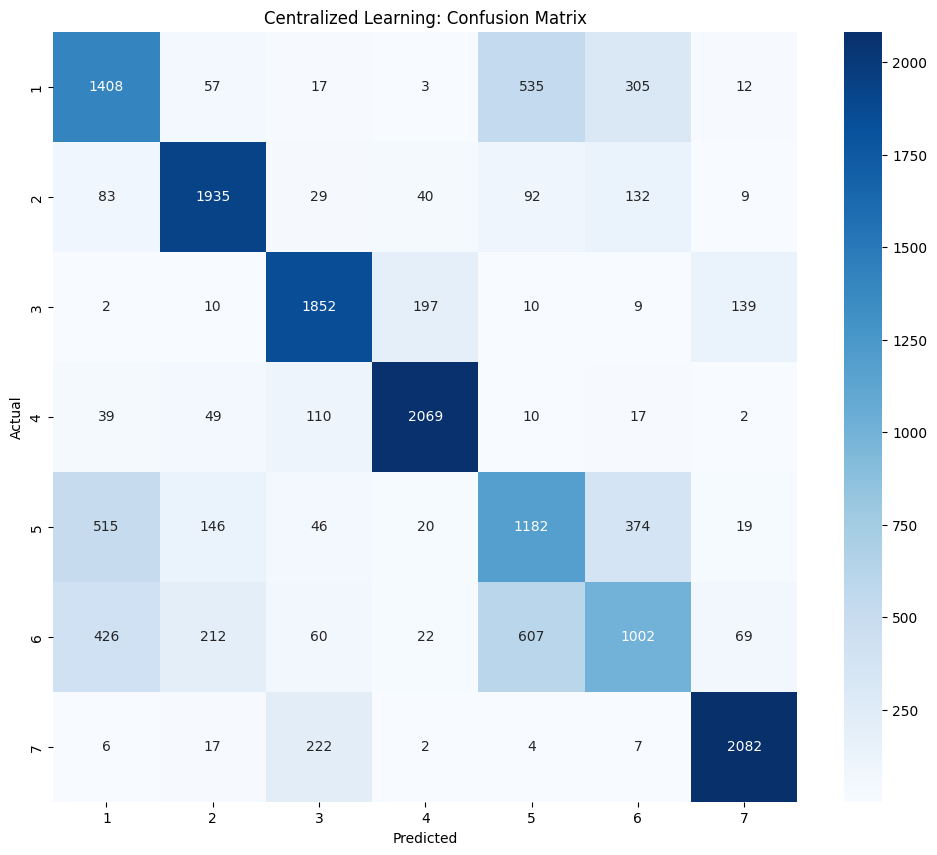 Centralized Learning: Confusion Matrix
1 1408 57 17 3 535 305 12
2 83 1935 29 40 92 132 9
3 2 10 1852 197 10 9 139
4 39 49 110 2069 10 17 2
5 515 146 46 20 1182 374 19
6 426 212 60 22 607 1002 69
7 6 17 222 2 4 7 2082
1 2 3 4 5 6 7
Actual
Predicted
2000
1750
1500
1250
1000
750
500
250